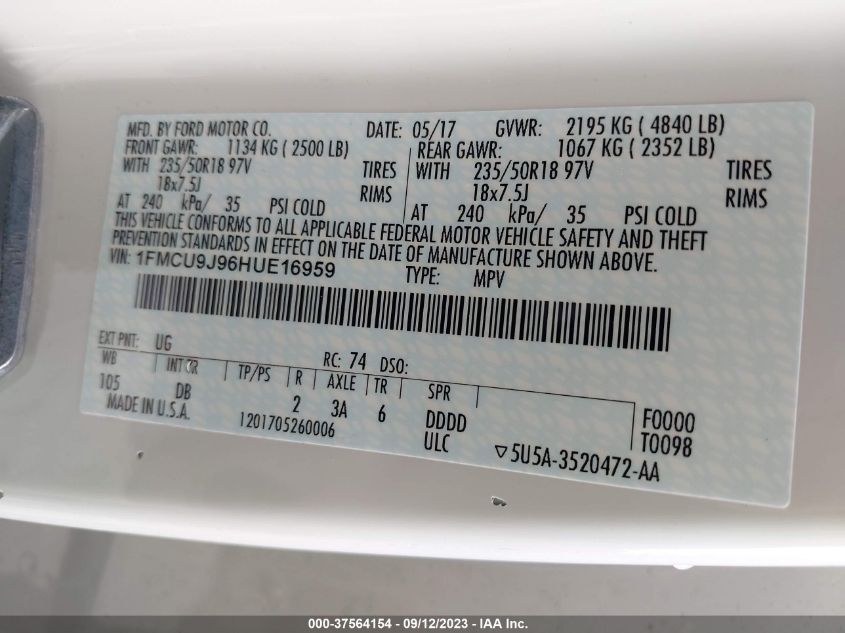 MFD. BY FORD MOTOR CO. DATE: 05/17 GVWR: 2195 KG ( 4840 LB)
FRONT GAWR: 1134 KG ( 2500 LB) REAR GAWR: 1067 KG ( 2352 LB)
WITH 235/50R18 97V TIRES WITH 235/50R18 97V TIRES
18x7.5J RIMS 18x7.5J RIMS
AT 240 kPa/ 35 PSI COLD AT 240 kPa/ 35 PSI COLD
THIS VEHICLE CONFORMS TO ALL APPLICABLE FEDERAL MOTOR VEHICLE SAFETY AND THEFT
PREVENTION STANDARDS IN EFFECT ON THE DATE OF MANUFACTURE SHOWN ABOVE.
VIN: 1FMCU9J96HUE16959 TYPE: MPV
EXT PNT: UG RC: 74 DSO:
WB INT TR TP/PS R AXLE TR SPR
105 DB 2 3A 6 DDDD F0000
MADE IN U.S.A. 1201705260006 ULC T0098
5U5A-3520472-AA
000-37564154 - 09/12/2023 - IAA Inc.